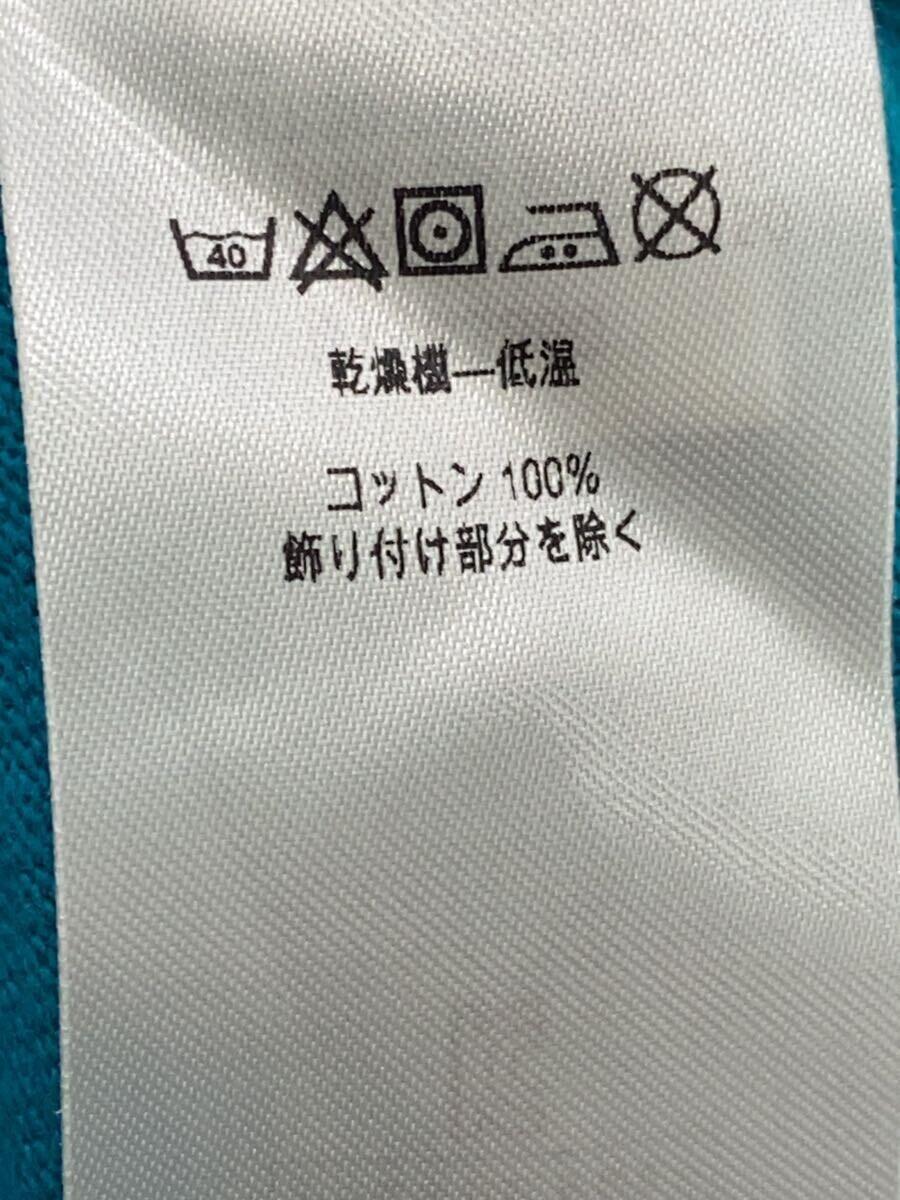 40
乾燥機—低温
コットン 100%
飾り付け部分を除く